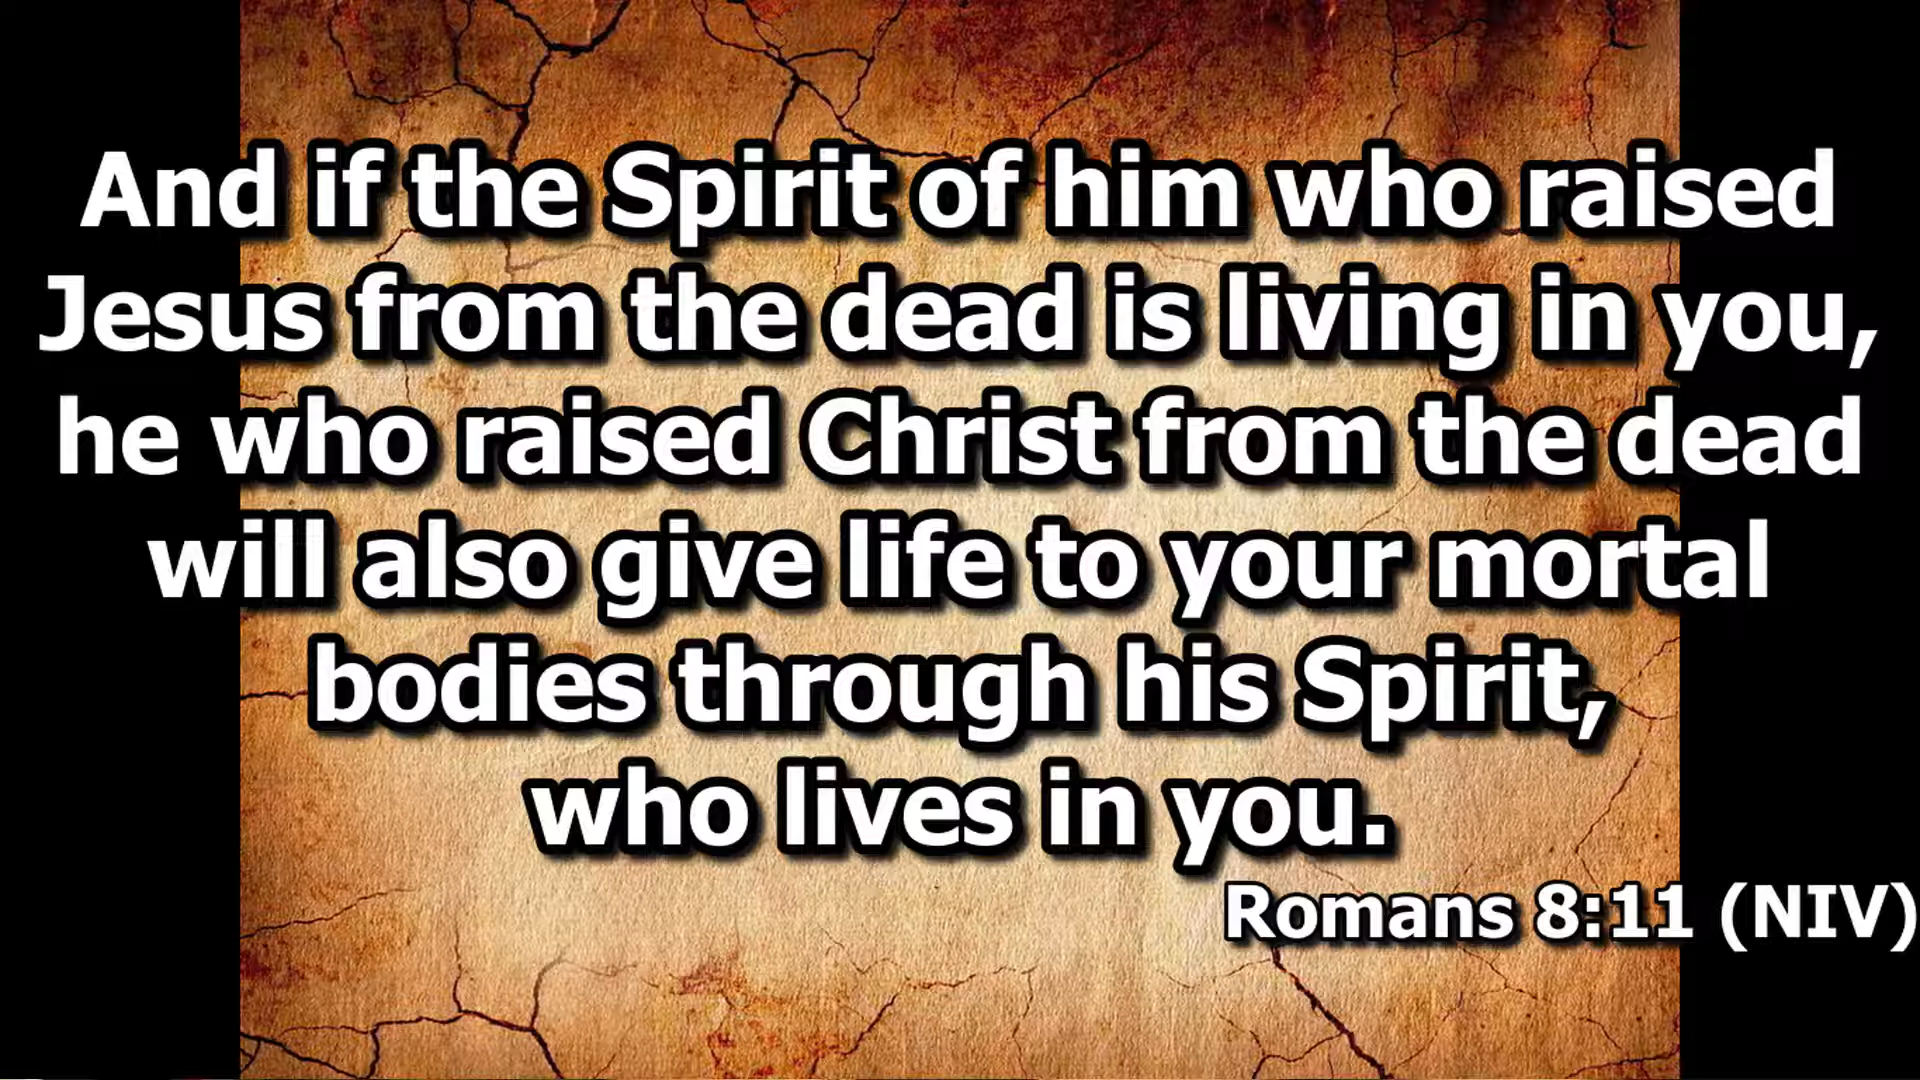 And if the Spirit of him who raised
Jesus from the dead is living in you,
he who raised Christ from the dead
will also give life to your mortal
bodies through his Spirit,
who lives in you.
Romans 8:11 (NIV)